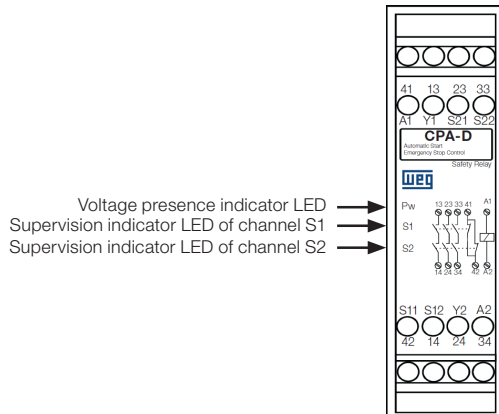 41 13 23 33
A1 Y1 S21 S22
CPA-D
Automatic Start
Emergency Stop Control
Safety Relay
WEG
Voltage presence indicator LED
Pw
Supervision indicator LED of channel S1
S1
Supervision indicator LED of channel S2
S2
13 23 33 41 A1
14 24 34 42 A2
S11 S12 Y2 A2
42 14 24 34